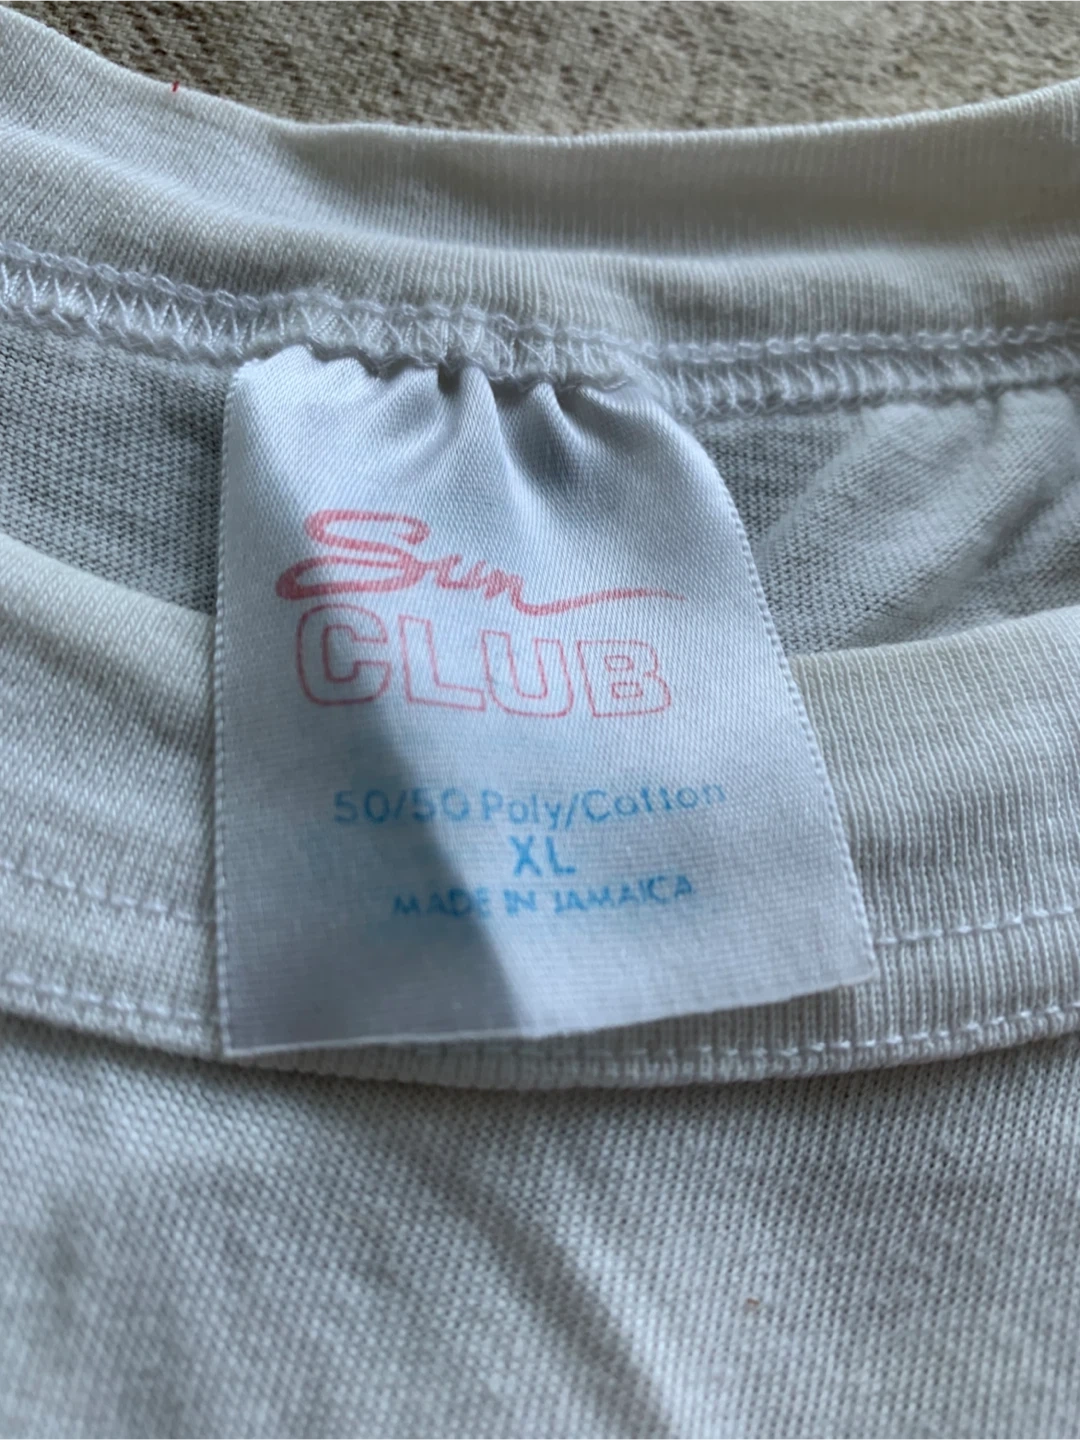 Sun
CLUB
50/50 Poly/Cotton
XL
MADE IN JAMAICA